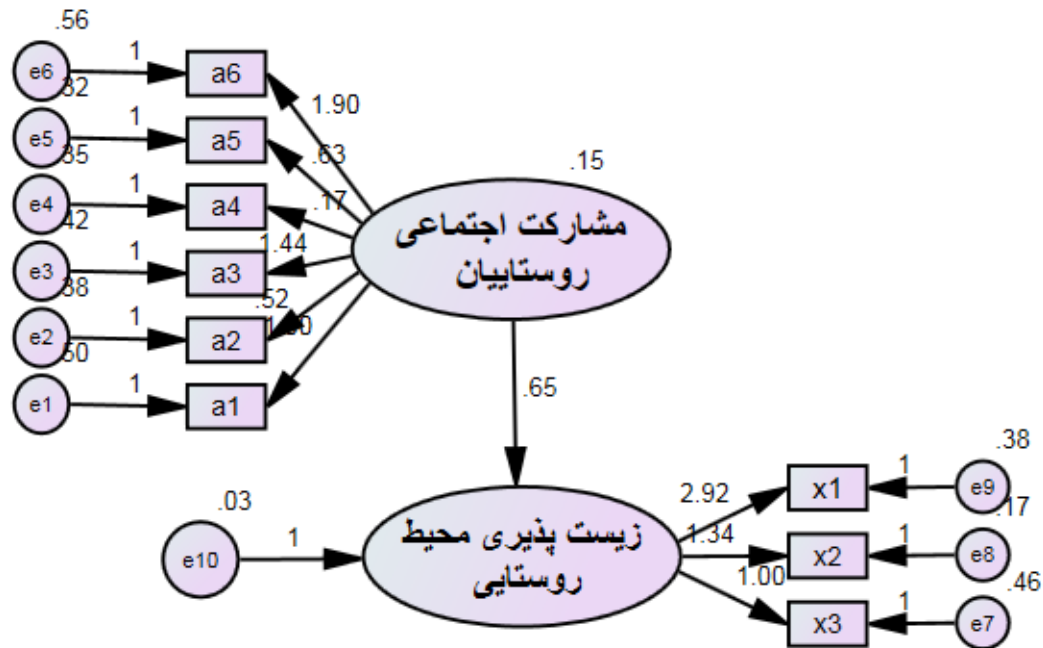 .56
e6
1
a6
1.90
.32
e5
1
a5
.63
.35
e4
1
a4
.17
.42
e3
1
a3
1.44
.38
e2
1
a2
.52
.50
e1
1
a1
.15
مشارکت اجتماعی
روستاییان
.65
.03
e10
1
زیست پذیری محیط
روستایی
2.92
x1
1
e9
.38
1.34
x2
1
e8
.17
1.00
x3
1
e7
.46